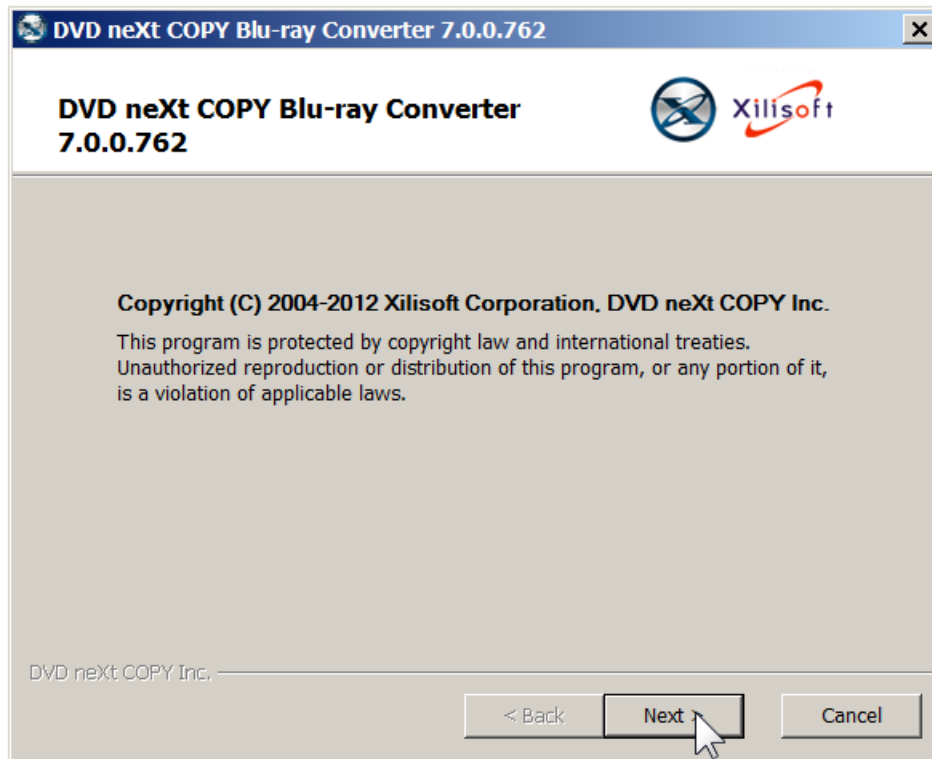 DVD neXt COPY Blu-ray Converter 7.0.0.762
DVD neXt COPY Blu-ray Converter
7.0.0.762
Xilisoft
Copyright (C) 2004-2012 Xilisoft Corporation, DVD neXt COPY Inc.
This program is protected by copyright law and international treaties.
Unauthorized reproduction or distribution of this program, or any portion of it,
is a violation of applicable laws.
DVD neXt COPY Inc.
< Back
Next >
Cancel